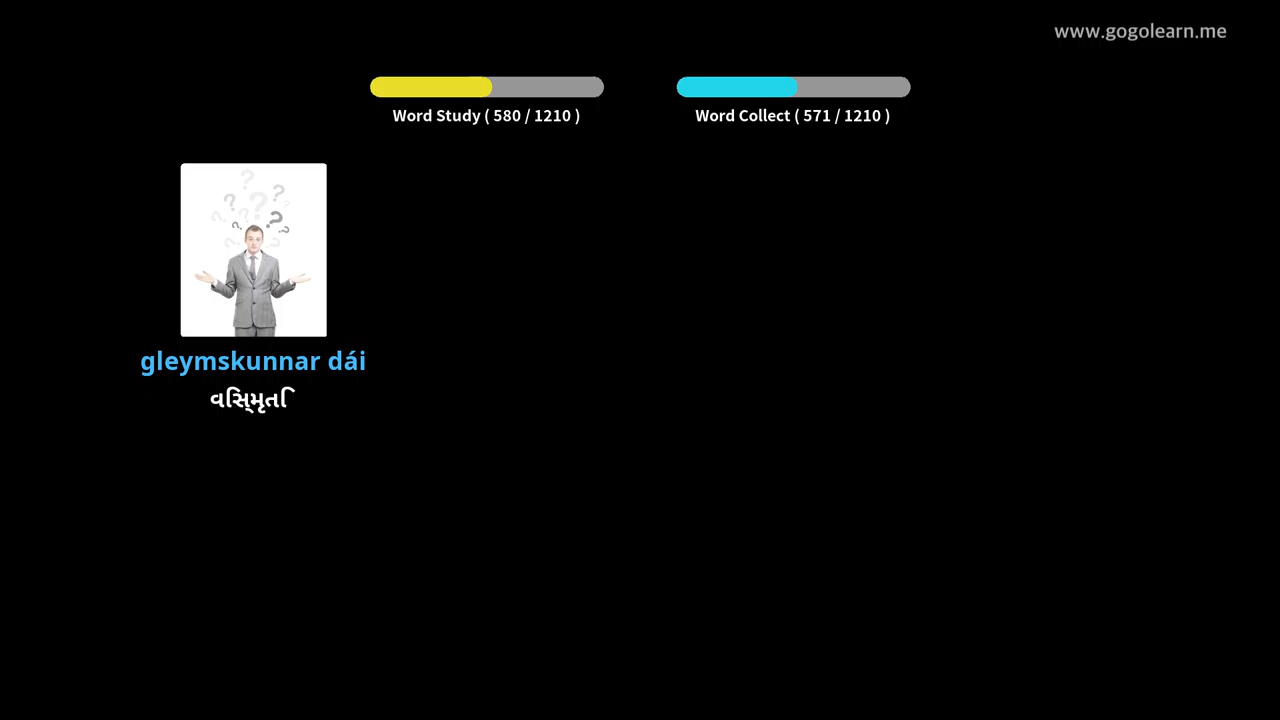 www.gogolearn.me
Word Study ( 580 / 1210 )
Word Collect ( 571 / 1210 )
gleymskunnar dái
વિસ્મૃતિ